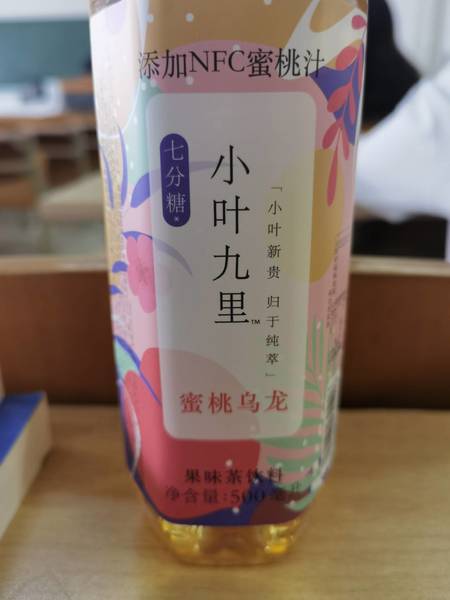 添加NFC蜜桃汁
七分糖*
小叶九里™
「小叶新贵 归于纯萃」
蜜桃乌龙
果味茶饮料
净含量:500毫升